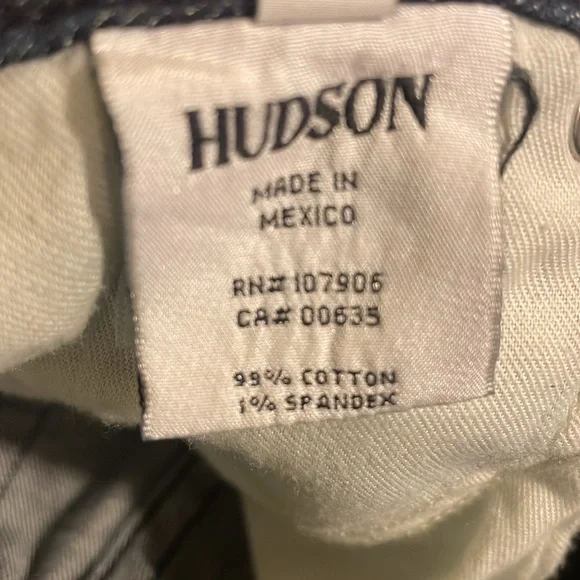 HUDSON
MADE IN
MEXICO
RN# 107906
CA# 00635
99% COTTON
1% SPANDEX